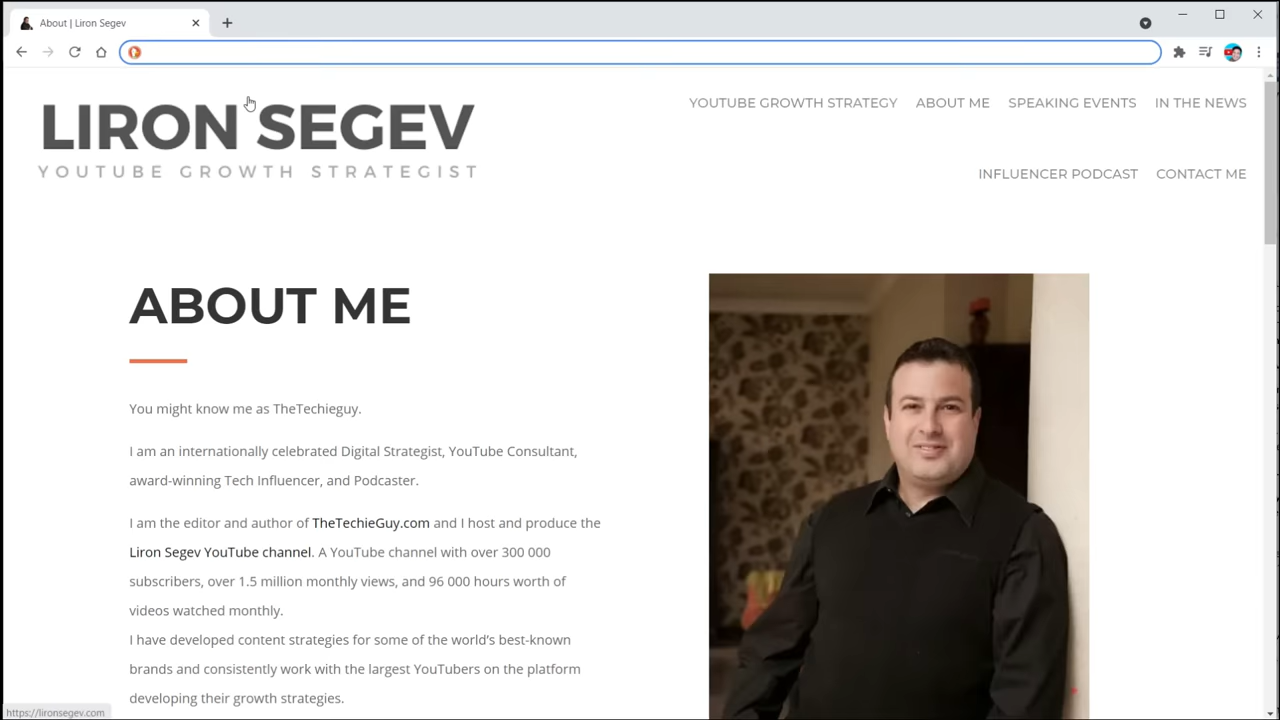 About | Liron Segev
LIRON SEGEV
YOUTUBE GROWTH STRATEGIST
YOUTUBE GROWTH STRATEGY ABOUT ME SPEAKING EVENTS IN THE NEWS
INFLUENCER PODCAST CONTACT ME
ABOUT ME
You might know me as TheTechieguy.
I am an internationally celebrated Digital Strategist, YouTube Consultant,
award-winning Tech Influencer, and Podcaster.
I am the editor and author of TheTechieGuy.com and I host and produce the
Liron Segev YouTube channel. A YouTube channel with over 300 000
subscribers, over 1.5 million monthly views, and 96 000 hours worth of
videos watched monthly.
I have developed content strategies for some of the world's best-known
brands and consistently work with the largest YouTubers on the platform
developing their growth strategies.
https://lironsegev.com